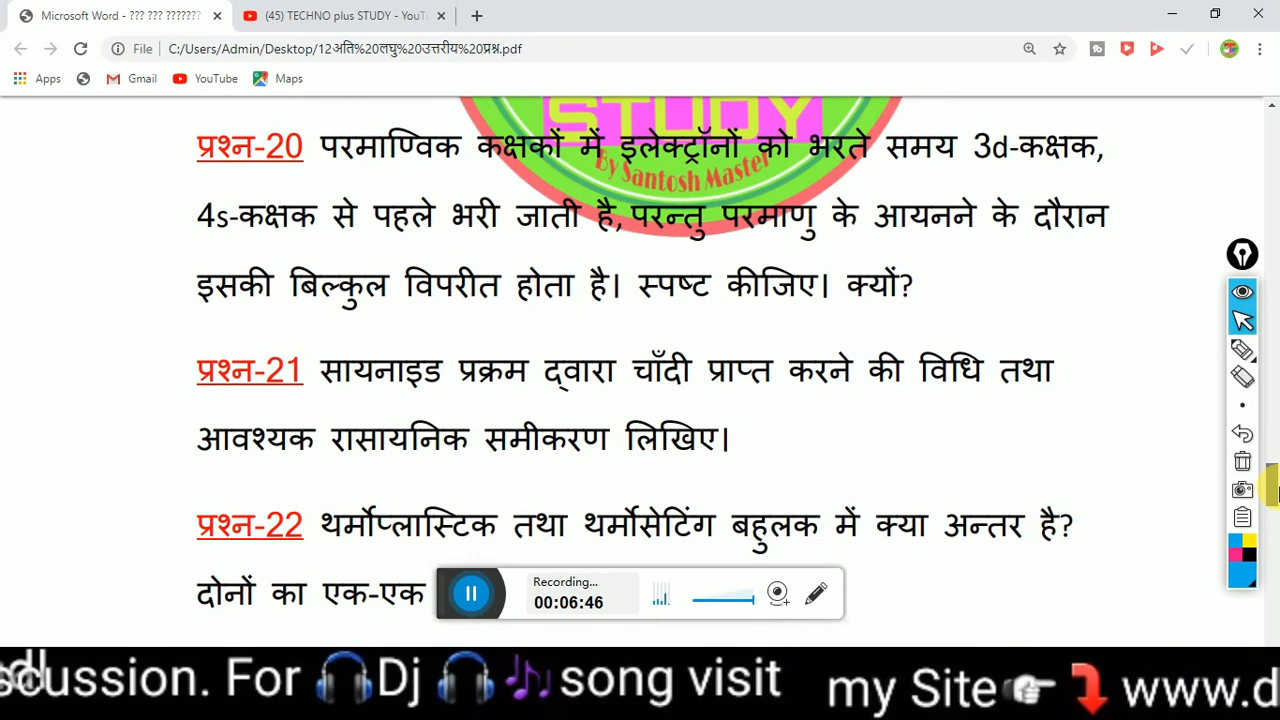 Microsoft Word - ??? ??? ???????
(45) TECHNO plus STUDY - YouT
File
C:/Users/Admin/Desktop/12अति%20लघु%20उत्तरीय%20प्रश्न.pdf
Apps Gmail YouTube Maps
STUDY
By Santosh Master
प्रश्न-20 परमाण्विक कक्षकों में इलेक्ट्रॉनों को भरते समय 3d-कक्षक,
4s-कक्षक से पहले भरी जाती है, परन्तु परमाणु के आयनने के दौरान
इसकी बिल्कुल विपरीत होता है। स्पष्ट कीजिए। क्यों?
प्रश्न-21 सायनाइड प्रक्रम द्वारा चाँदी प्राप्त करने की विधि तथा
आवश्यक रासायनिक समीकरण लिखिए।
प्रश्न-22 थर्मोप्लास्टिक तथा थर्मोसेटिंग बहुलक में क्या अन्तर है?
दोनों का एक-एक
Recording...
00:06:46
scussion. For Dj song visit my Site www.d